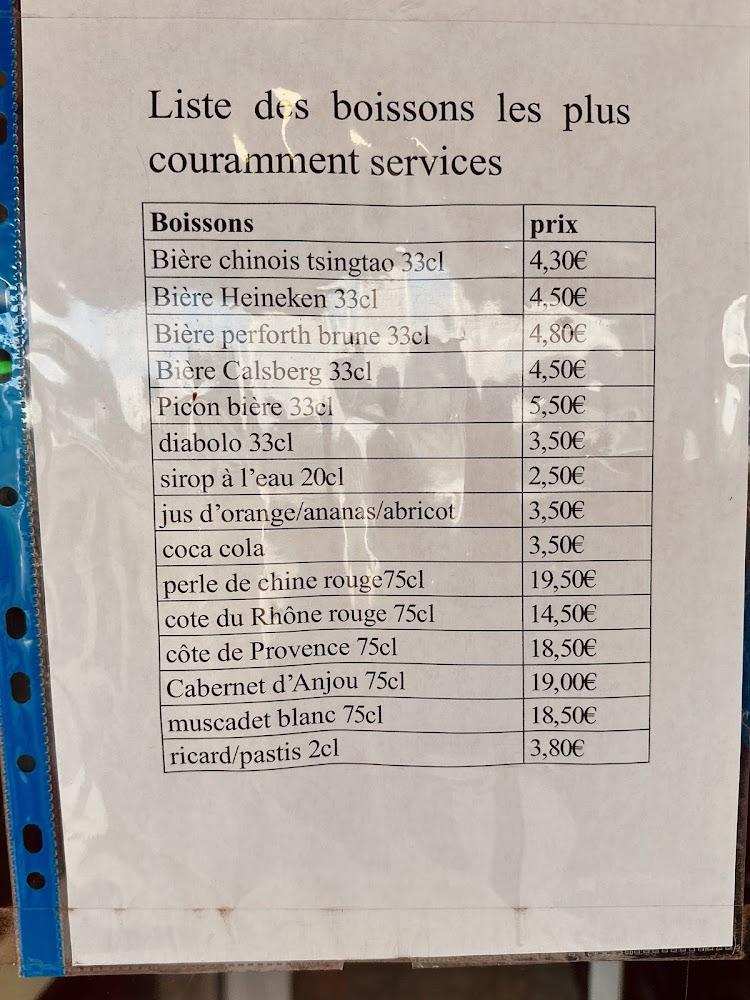 Liste des boissons les plus
couramment services
Boissons prix
Bière chinois tsingtao 33cl 4,30€
Bière Heineken 33cl 4,50€
Bière perforth brune 33cl 4,80€
Bière Calsberg 33cl 4,50€
Picon bière 33cl 5,50€
diabolo 33cl 3,50€
sirop à l'eau 20cl 2,50€
jus d'orange/ananas/abricot 3,50€
coca cola 3,50€
perle de chine rouge75cl 19,50€
cote du Rhône rouge 75cl 14,50€
côte de Provence 75cl 18,50€
Cabernet d'Anjou 75cl 19,00€
muscadet blanc 75cl 18,50€
ricard/pastis 2cl 3,80€